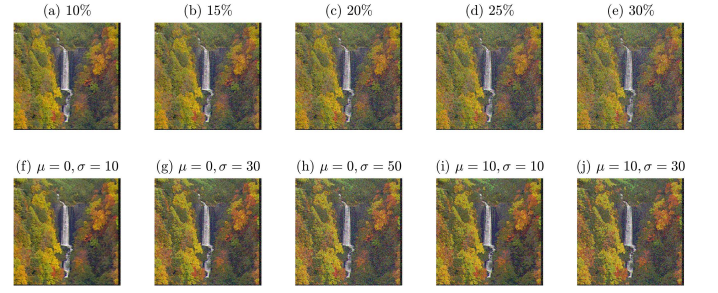 (a) 10% (b) 15% (c) 20% (d) 25% (e) 30%
(f) μ = 0, σ = 10 (g) μ = 0, σ = 30 (h) μ = 0, σ = 50 (i) μ = 10, σ = 10 (j) μ = 10, σ = 30